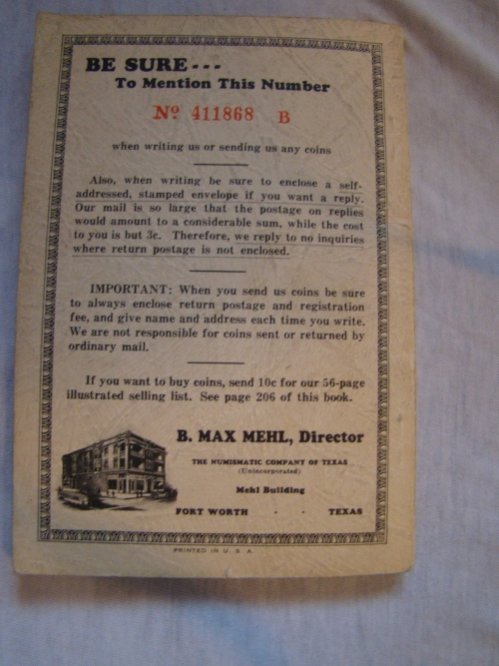 BE SURE---
To Mention This Number
Nº 411868 B
when writing us or sending us any coins
Also, when writing be sure to enclose a self-
addressed, stamped envelope if you want a reply.
Our mail is so large that the postage on replies
would amount to a considerable sum, while the cost
to you is but 3c. Therefore, we reply to no inquiries
where return postage is not enclosed.
IMPORTANT: When you send us coins be sure
to always enclose return postage and registration
fee, and give name and address each time you write.
We are not responsible for coins sent or returned by
ordinary mail.
If you want to buy coins, send 10c for our 56-page
illustrated selling list. See page 206 of this book.
B. MAX MEHL, Director
THE NUMISMATIC COMPANY OF TEXAS
(Unincorporated)
Mehl Building
FORT WORTH - - TEXAS
PRINTED IN U. S. A.